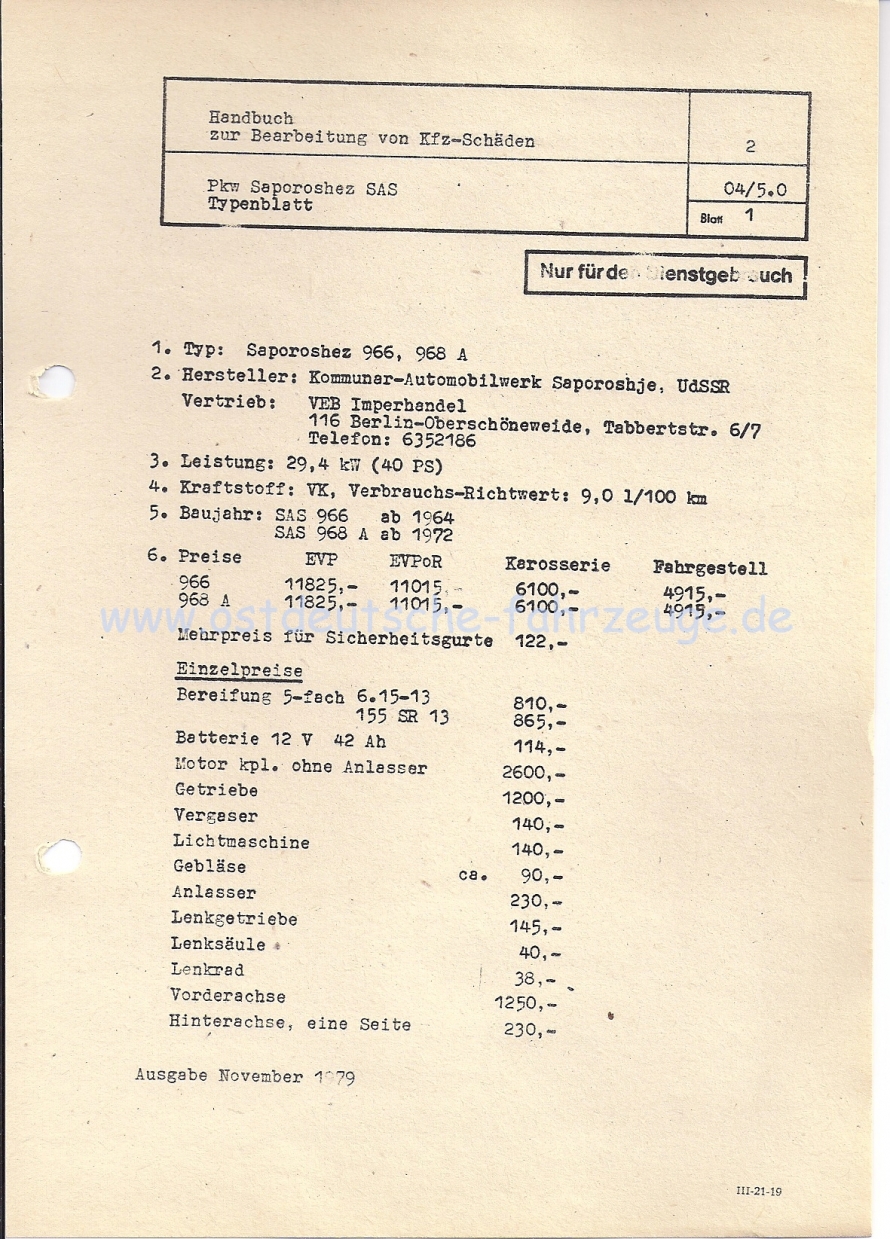 Handbuch
zur Bearbeitung von Kfz-Schäden
2
Pkw Saporoshez SAS
Typenblatt
04/5.0
Blatt 1
Nur für den Dienstgebrauch
1. Typ: Saporoshez 966, 968 A
2. Hersteller: Kommunar-Automobilwerk Saporoshje, UdSSR
Vertrieb: VEB Imperhandel
116 Berlin-Oberschöneweide, Tabbertstr. 6/7
Telefon: 6352186
3. Leistung: 29,4 kW (40 PS)
4. Kraftstoff: VK, Verbrauchs-Richtwert: 9,0 l/100 km
5. Baujahr: SAS 966 ab 1964
SAS 968 A ab 1972
6. Preise EVP EVPoR Karosserie Fahrgestell
966 11825,- 11015,- 6100,- 4915,-
968 A 11825,- 11015,- 6100,- 4915,-
www.ostdeutsche-fahrzeuge.de
Mehrpreis für Sicherheitsgurte 122,-
Einzelpreise
Bereifung 5-fach 6.15-13 810,-
155 SR 13 865,-
Batterie 12 V 42 Ah 114,-
Motor kpl. ohne Anlasser 2600,-
Getriebe 1200,-
Vergaser 140,-
Lichtmaschine 140,-
Gebläse ca. 90,-
Anlasser 230,-
Lenkgetriebe 145,-
Lenksäule 40,-
Lenkrad 38,-
Vorderachse 1250,-
Hinterachse, eine Seite 230,-
Ausgabe November 1979
III-21-19